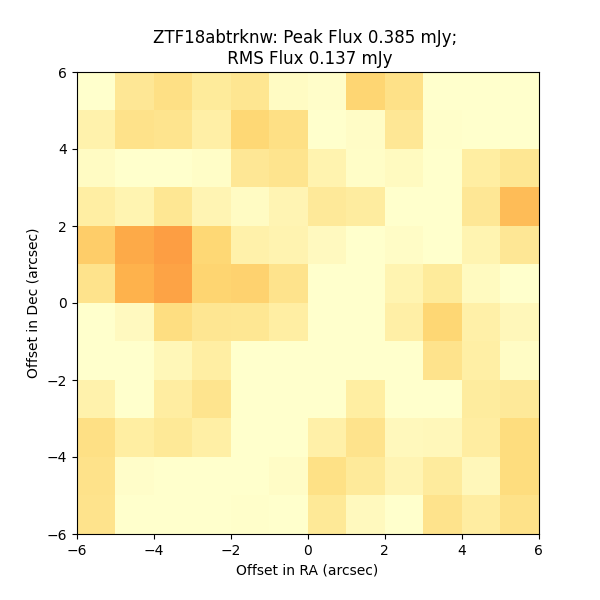 ZTF18abtrknw: Peak Flux 0.385 mJy;
RMS Flux 0.137 mJy
6
4
2
0
−2
−4
−6
Offset in Dec (arcsec)
−6 −4 −2 0 2 4 6
Offset in RA (arcsec)